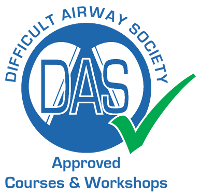 DIFFICULT AIRWAY SOCIETY
DAS
Approved
Courses & Workshops